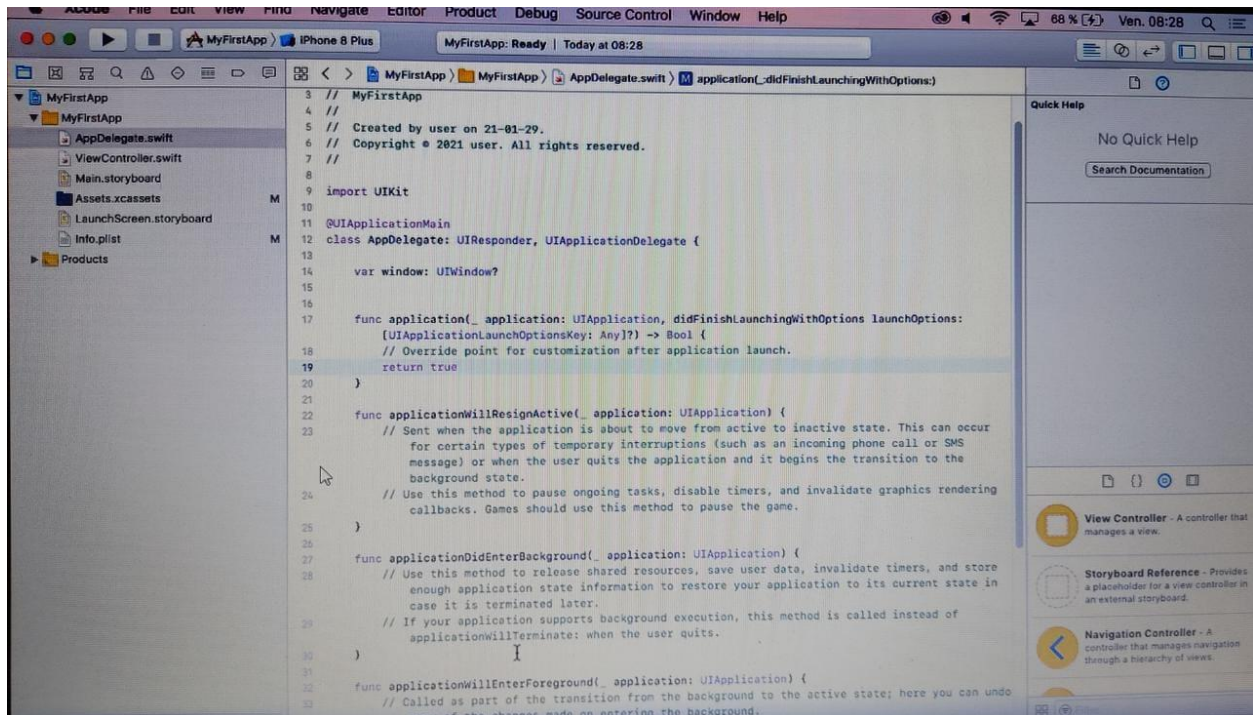 Xcode File Edit View Find Navigate Editor Product Debug Source Control Window Help 68 % Ven. 08:28
MyFirstApp iPhone 8 Plus MyFirstApp: Ready | Today at 08:28
MyFirstApp MyFirstApp AppDelegate.swift M application(_:didFinishLaunchingWithOptions:)
MyFirstApp
MyFirstApp
AppDelegate.swift
ViewController.swift
Main.storyboard
Assets.xcassets M
LaunchScreen.storyboard
Info.plist M
Products
3 // MyFirstApp
4 //
5 // Created by user on 21-01-29.
6 // Copyright © 2021 user. All rights reserved.
7 //
8
9 import UIKit
10
11 @UIApplicationMain
12 class AppDelegate: UIResponder, UIApplicationDelegate {
13
14 var window: UIWindow?
15
16
17 func application(_ application: UIApplication, didFinishLaunchingWithOptions launchOptions:
[UIApplicationLaunchOptionsKey: Any]?) -> Bool {
18 // Override point for customization after application launch.
19 return true
20 }
21
22 func applicationWillResignActive(_ application: UIApplication) {
23 // Sent when the application is about to move from active to inactive state. This can occur
for certain types of temporary interruptions (such as an incoming phone call or SMS
message) or when the user quits the application and it begins the transition to the
background state.
24 // Use this method to pause ongoing tasks, disable timers, and invalidate graphics rendering
callbacks. Games should use this method to pause the game.
25 }
26
27 func applicationDidEnterBackground(_ application: UIApplication) {
28 // Use this method to release shared resources, save user data, invalidate timers, and store
enough application state information to restore your application to its current state in
case it is terminated later.
29 // If your application supports background execution, this method is called instead of
applicationWillTerminate: when the user quits.
30 }
31
32 func applicationWillEnterForeground(_ application: UIApplication) {
33 // Called as part of the transition from the background to the active state; here you can undo
of the changes made on entering the background.
Quick Help
No Quick Help
Search Documentation
View Controller - A controller that
manages a view.
Storyboard Reference - Provides
a placeholder for a view controller in
an external storyboard.
Navigation Controller - A
controller that manages navigation
through a hierarchy of views.
Filter